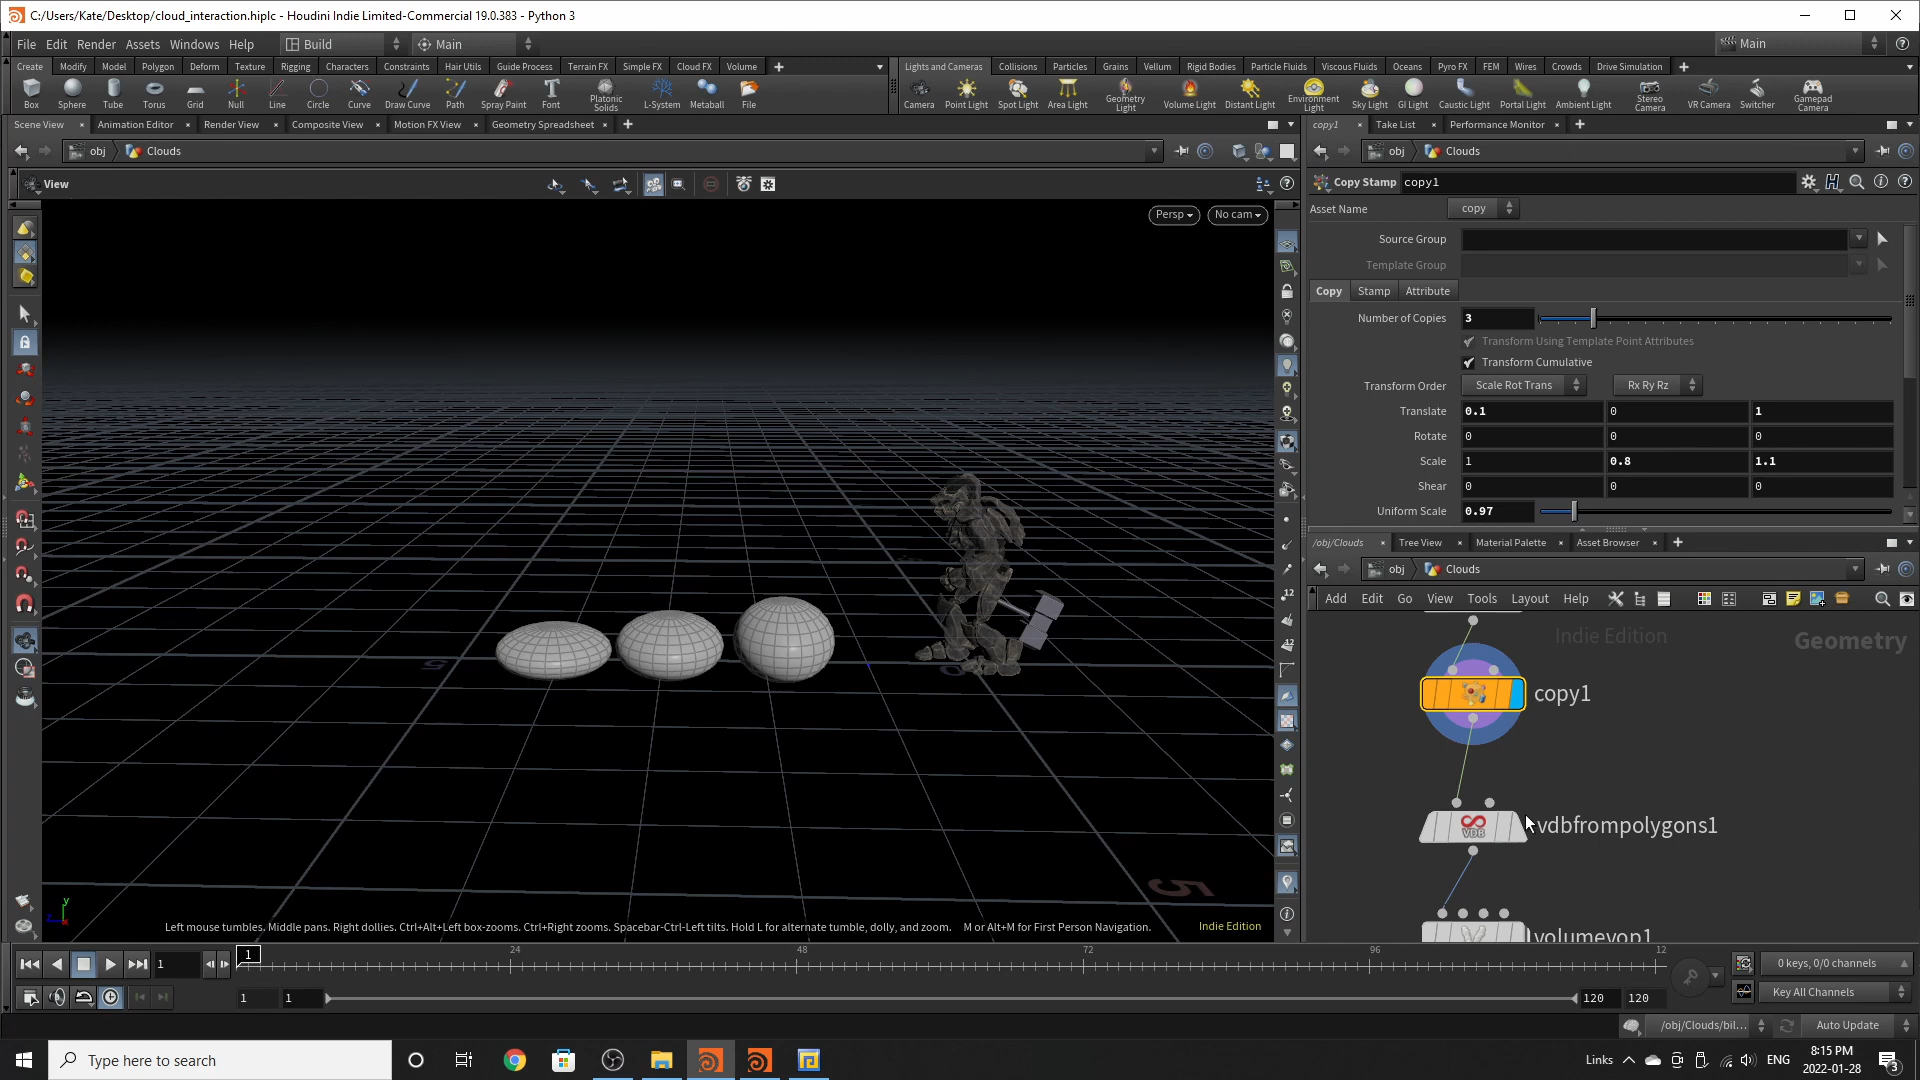 C:/Users/Kate/Desktop/cloud_interaction.hiplc - Houdini Indie Limited-Commercial 19.0.383 - Python 3
File Edit Render Assets Windows Help Build Main Main
Create Modify Model Polygon Deform Texture Rigging Characters Constraints Hair Utils Guide Process Terrain FX Simple FX Cloud FX Volume
Lights and Cameras Collisions Particles Grains Vellum Rigid Bodies Particle Fluids Viscous Fluids Oceans Pyro FX FEM Wires Crowds Drive Simulation
Box Sphere Tube Torus Grid Null Line Circle Curve Draw Curve Path Spray Paint Font Platonic Solids L-System Metaball File
Camera Point Light Spot Light Area Light Geometry Light Volume Light Distant Light Environment Light Sky Light GI Light Caustic Light Portal Light Ambient Light Stereo Camera VR Camera Switcher Gamepad Camera
Scene View Animation Editor Render View Composite View Motion FX View Geometry Spreadsheet
copy1 Take List Performance Monitor
obj Clouds
obj Clouds
View
Copy Stamp copy1
Persp No cam
Asset Name copy
Source Group
Template Group
Copy Stamp Attribute
Number of Copies 3
Transform Using Template Point Attributes
Transform Cumulative
Transform Order Scale Rot Trans Rx Ry Rz
Translate 0.1 0 1
Rotate 0 0 0
Scale 1 0.8 1.1
Shear 0 0 0
Uniform Scale 0.97
/obj/Clouds Tree View Material Palette Asset Browser
obj Clouds
Add Edit Go View Tools Layout Help
Indie Edition Geometry
copy1
VDB vdbfrompolygons1
volumevop1
5
0
5
y
z
x
Left mouse tumbles. Middle pans. Right dollies. Ctrl+Alt+Left box-zooms. Ctrl+Right zooms. Spacebar-Ctrl-Left tilts. Hold L for alternate tumble, dolly, and zoom. M or Alt+M for First Person Navigation.
Indie Edition
12
12
1 1 24 48 72 96 12
0 keys, 0/0 channels
1 1 120 120
Key All Channels
/obj/Clouds/bil... Auto Update
Type here to search
Links ENG 8:15 PM
2022-01-28 3